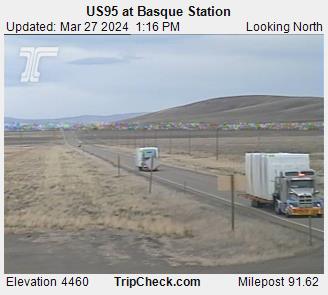 US95 at Basque Station
Updated: Mar 27 2024 1:16 PM Looking North
Elevation 4460 TripCheck.com Milepost 91.62